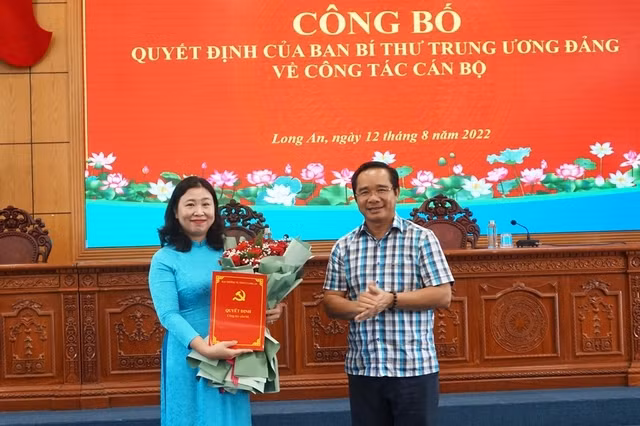 CÔNG BỐ
QUYẾT ĐỊNH CỦA BAN BÍ THƯ TRUNG ƯƠNG ĐẢNG
VỀ CÔNG TÁC CÁN BỘ
Long An, ngày 12 tháng 8 năm 2022
QUYẾT ĐỊNH